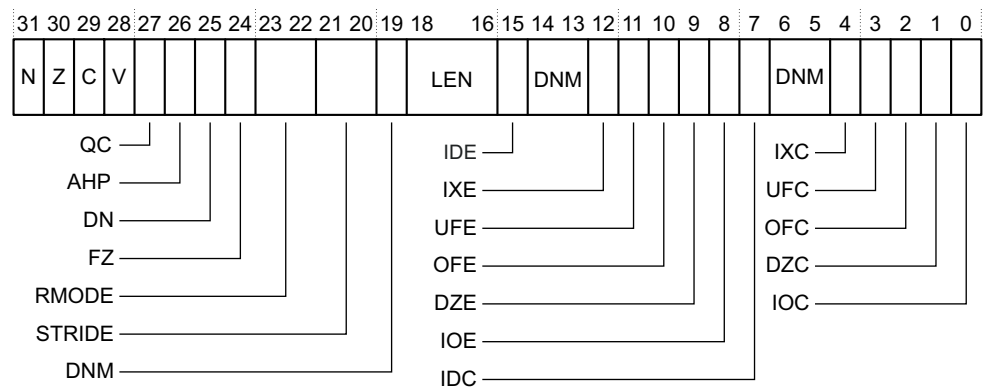 31 30 29 28 27 26 25 24 23 22 21 20 19 18 16 15 14 13 12 11 10 9 8 7 6 5 4 3 2 1 0
N Z C V LEN DNM DNM
QC IDE IXC
AHP IXE UFC
DN UFE OFC
FZ OFE DZC
RMODE DZE IOC
STRIDE IOE
DNM IDC